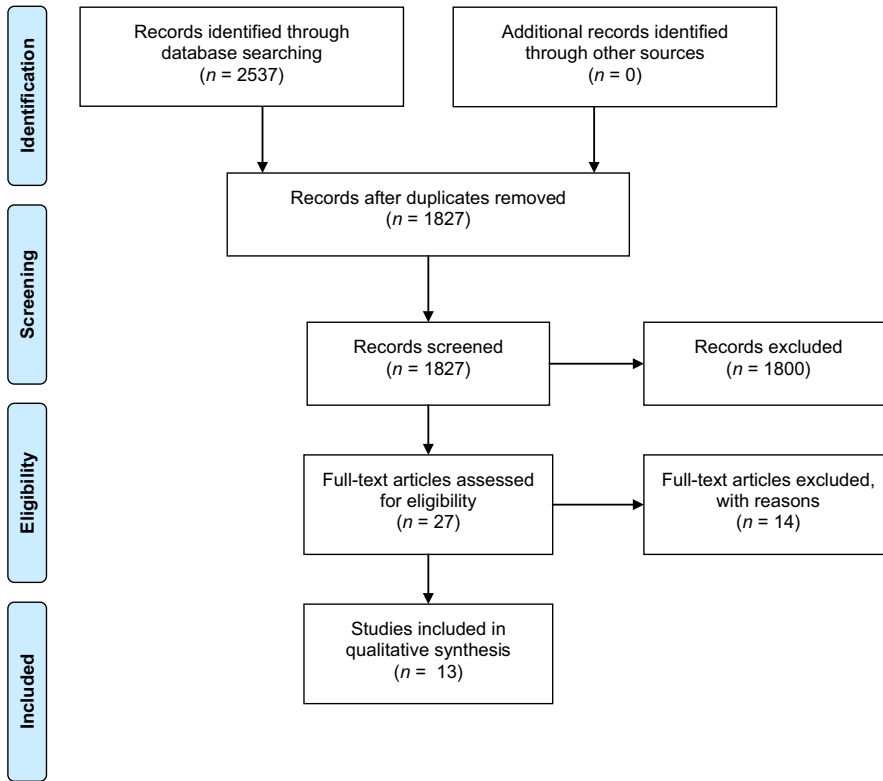 Identification
Records identified through
database searching
(n = 2537)
Additional records identified
through other sources
(n = 0)
Records after duplicates removed
(n = 1827)
Screening
Records screened
(n = 1827)
Records excluded
(n = 1800)
Eligibility
Full-text articles assessed
for eligibility
(n = 27)
Full-text articles excluded,
with reasons
(n = 14)
Included
Studies included in
qualitative synthesis
(n = 13)